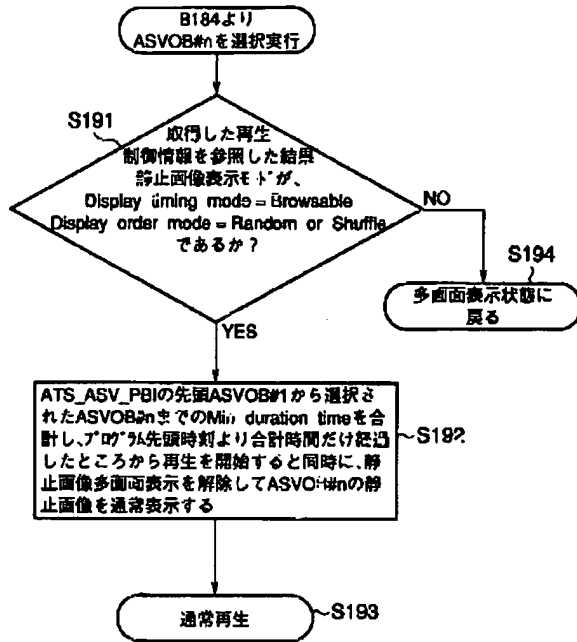 B184より
ASVOB#nを選択実行
S191
取得した再生
制御情報を参照した結果
静止画像表示モードが、
Display timing mode=Browsable
Display order mode=Random or Shuffle
であるか?
NO
S194
多画面表示状態に
戻る
YES
ATS_ASV_PBIの先頭ASVOB#1から選択さ
れたASVOB#nまでのMin duration timeを合
計し、プログラム先頭時刻より合計時間だけ経過
したところから再生を開始すると同時に、静
止画像多画面表示を解除してASVOB#nの静
止画像を通常表示する
S192
通常再生
S193